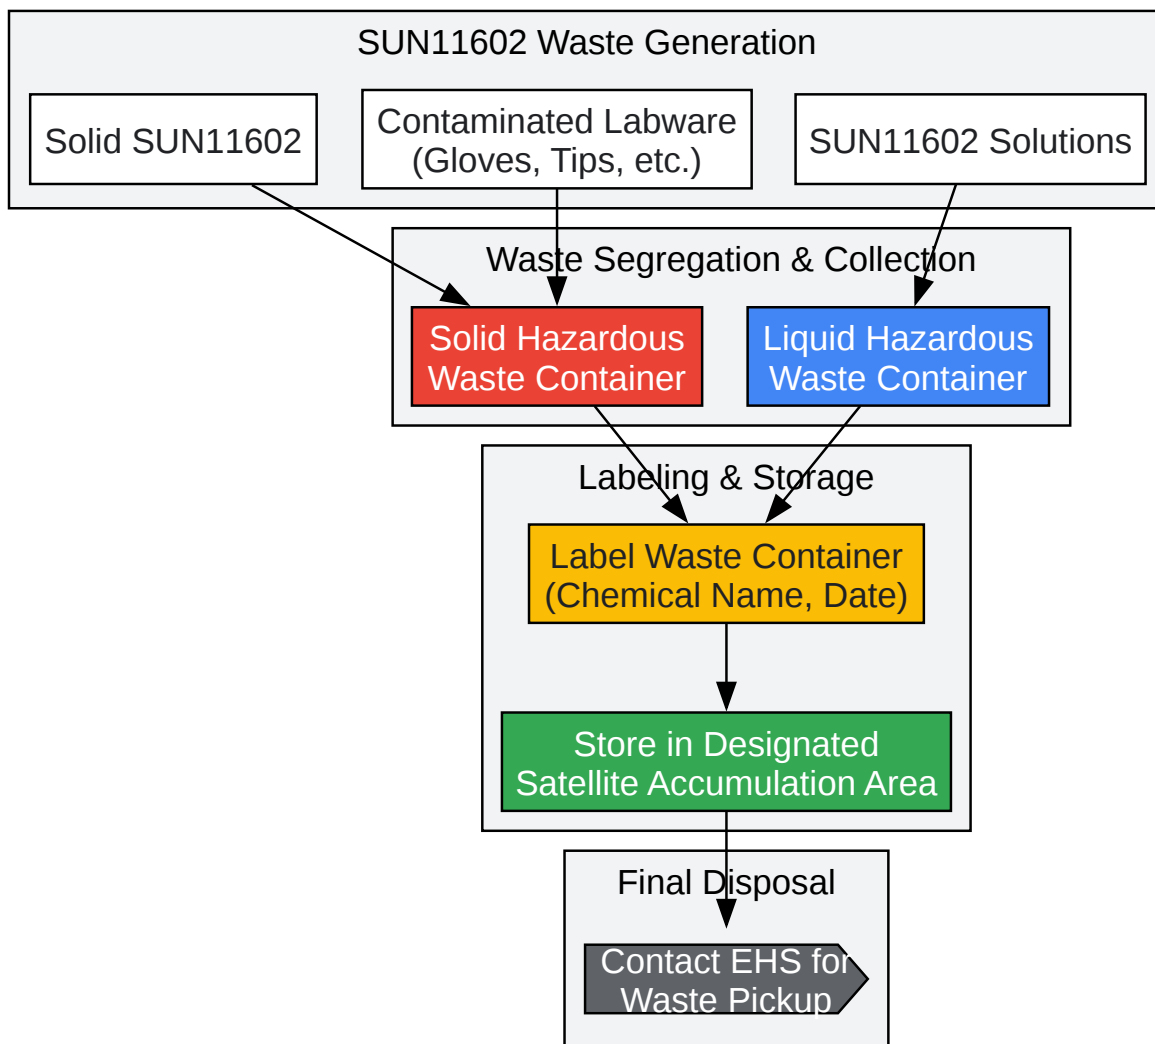 SUN11602 Waste Generation
Solid SUN11602
Contaminated Labware
(Gloves, Tips, etc.)
SUN11602 Solutions
Waste Segregation & Collection
Solid Hazardous
Waste Container
Liquid Hazardous
Waste Container
Labeling & Storage
Label Waste Container
(Chemical Name, Date)
Store in Designated
Satellite Accumulation Area
Final Disposal
Contact EHS for
Waste Pickup